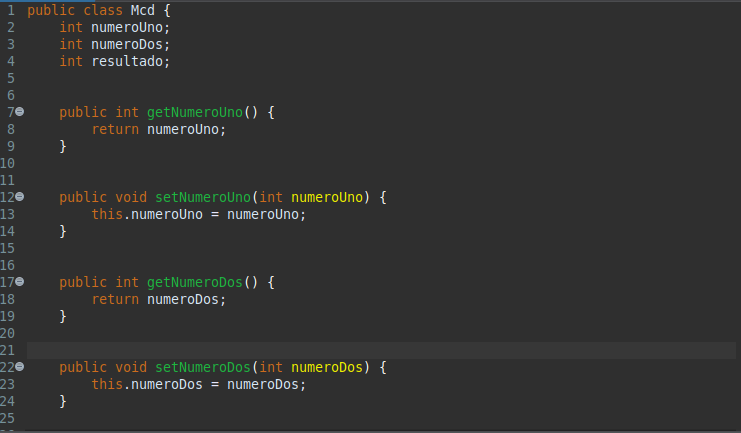 1 public class Mcd {
2     int numeroUno;
3     int numeroDos;
4     int resultado;
5
6
7     public int getNumeroUno() {
8         return numeroUno;
9     }
10
11
12     public void setNumeroUno(int numeroUno) {
13         this.numeroUno = numeroUno;
14     }
15
16
17     public int getNumeroDos() {
18         return numeroDos;
19     }
20
21
22     public void setNumeroDos(int numeroDos) {
23         this.numeroDos = numeroDos;
24     }
25